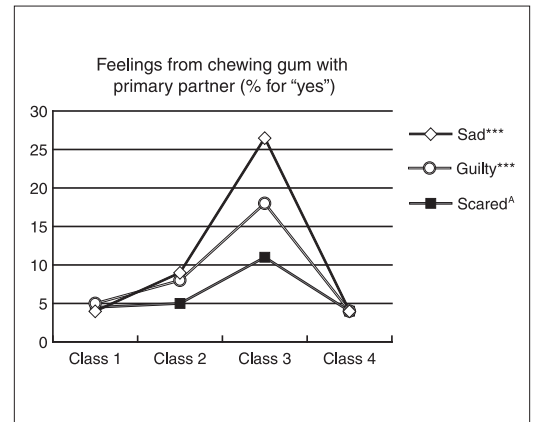 Feelings from chewing gum with
primary partner (% for “yes”)
30
25
20
15
10
5
0
Class 1 Class 2 Class 3 Class 4
Sad***
Guilty***
Scaredᴬ